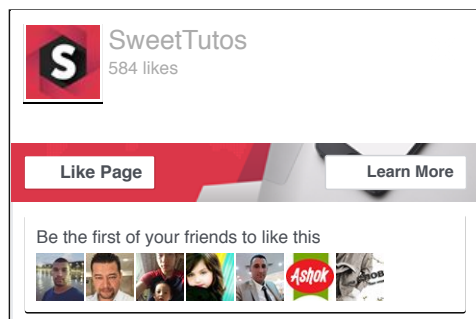 S
SweetTutos
584 likes
Like Page
Learn More
Be the first of your friends to like this
Ashok